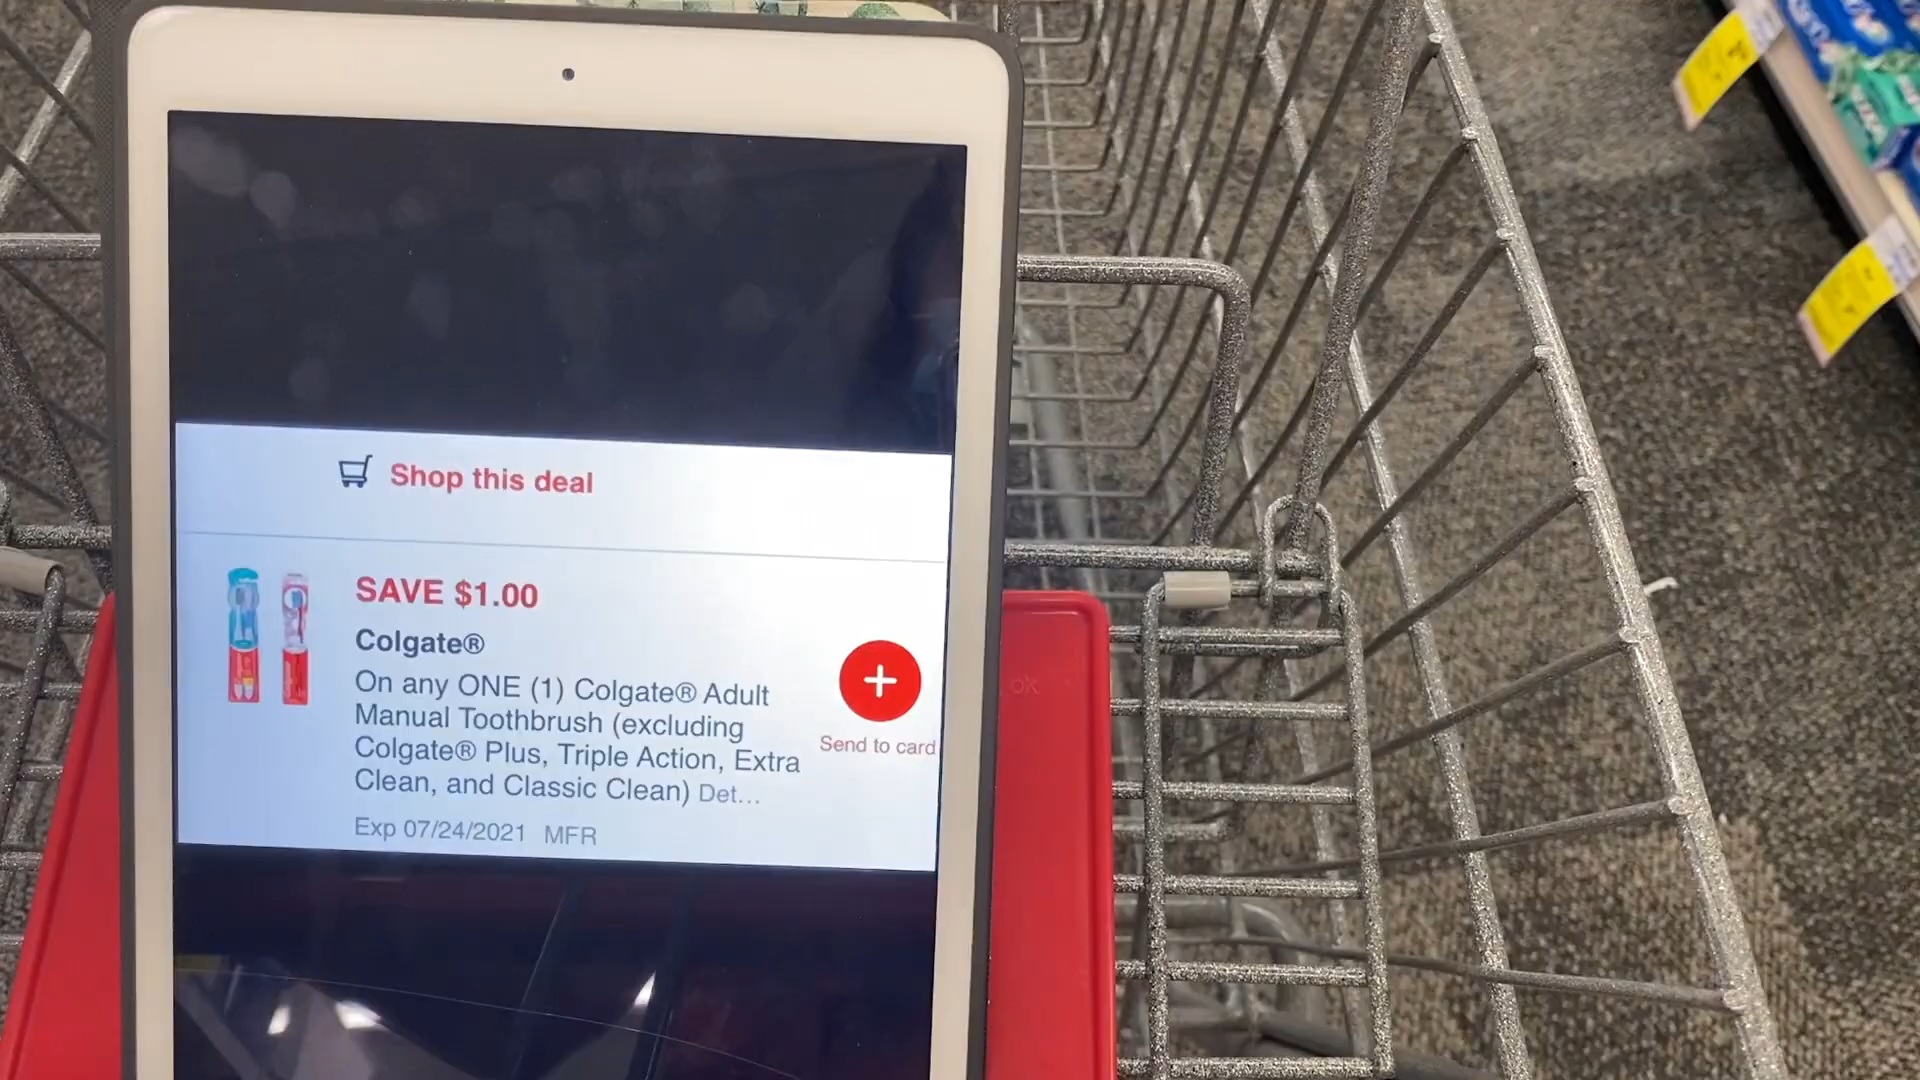 Shop this deal
SAVE $1.00
Colgate®
On any ONE (1) Colgate® Adult
Manual Toothbrush (excluding
Colgate® Plus, Triple Action, Extra
Clean, and Classic Clean) Det...
Exp 07/24/2021 MFR
Send to card